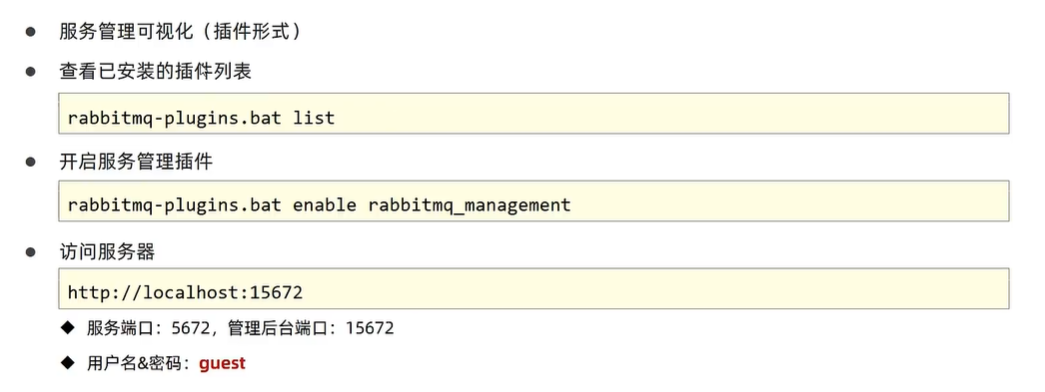 服务管理可视化（插件形式）
查看已安装的插件列表
rabbitmq-plugins.bat list
开启服务管理插件
rabbitmq-plugins.bat enable rabbitmq_management
访问服务器
http://localhost:15672
服务端口：5672，管理后台端口：15672
用户名&密码：guest